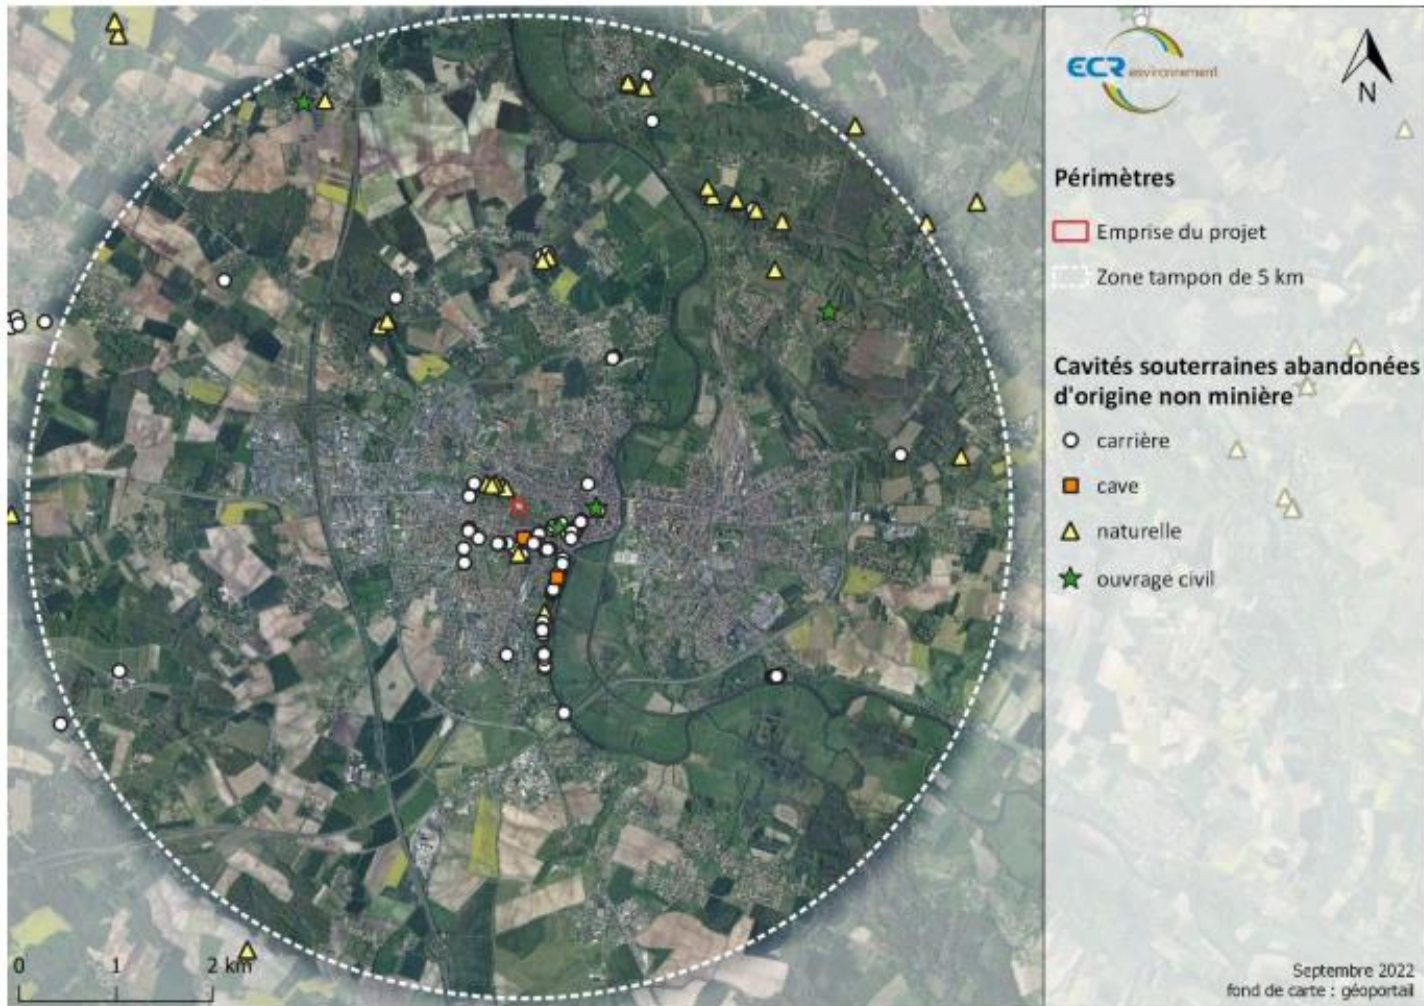 ECR environnement
N
Périmètres
Emprise du projet
Zone tampon de 5 km
Cavités souterraines abandonnées
d'origine non minière
carrière
cave
naturelle
ouvrage civil
0 1 2 km
Septembre 2022
fond de carte : géoportail